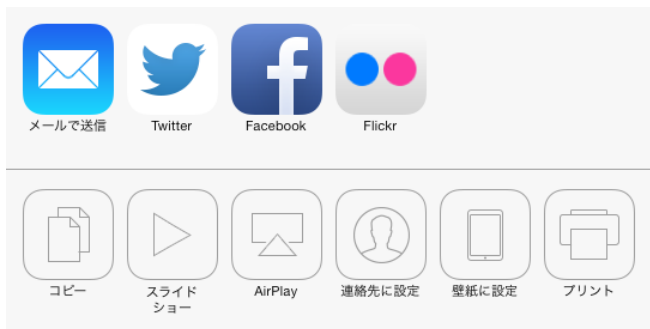 メールで送信
Twitter
Facebook
Flickr
コピー
スライド
ショー
AirPlay
連絡先に設定
壁紙に設定
プリント